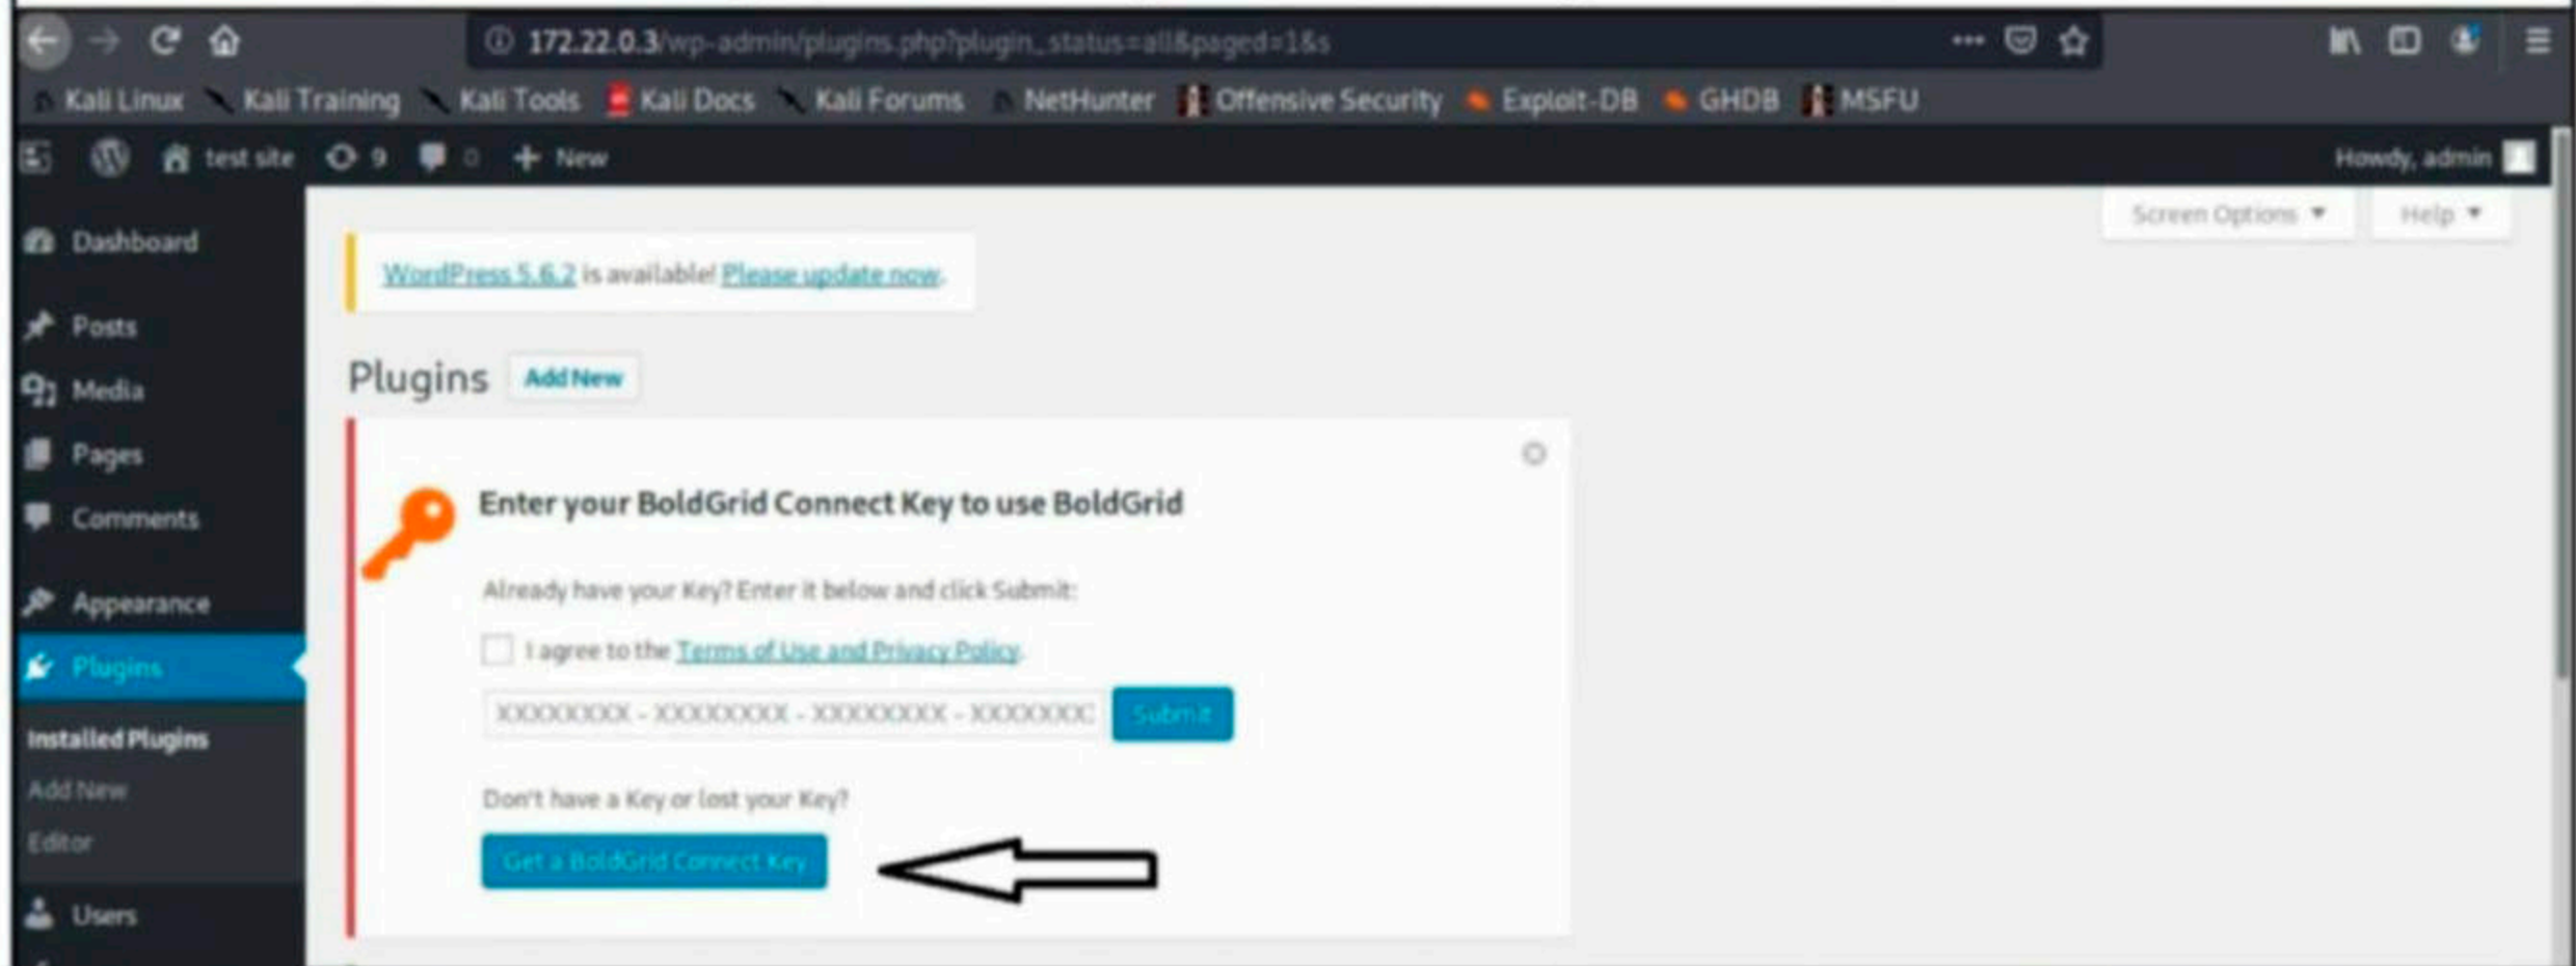 172.22.0.3/wp-admin/plugins.php?plugin_status=all&paged=1&s
Kali Linux Kali Training Kali Tools Kali Docs Kali Forums NetHunter Offensive Security Exploit-DB GHDB MSFU
test site 9 0 + New Howdy, admin
Screen Options Help
Dashboard
WordPress 5.6.2 is available! Please update now.
Posts
Plugins Add New
Media
Pages
Enter your BoldGrid Connect Key to use BoldGrid
Comments
Already have your Key? Enter it below and click Submit:
Appearance
I agree to the Terms of Use and Privacy Policy.
Plugins
XXXXXXXX - XXXXXXXX - XXXXXXXX - XXXXXXX Submit
Installed Plugins
Add New
Don't have a Key or lost your Key?
Editor
Get a BoldGrid Connect Key
Users